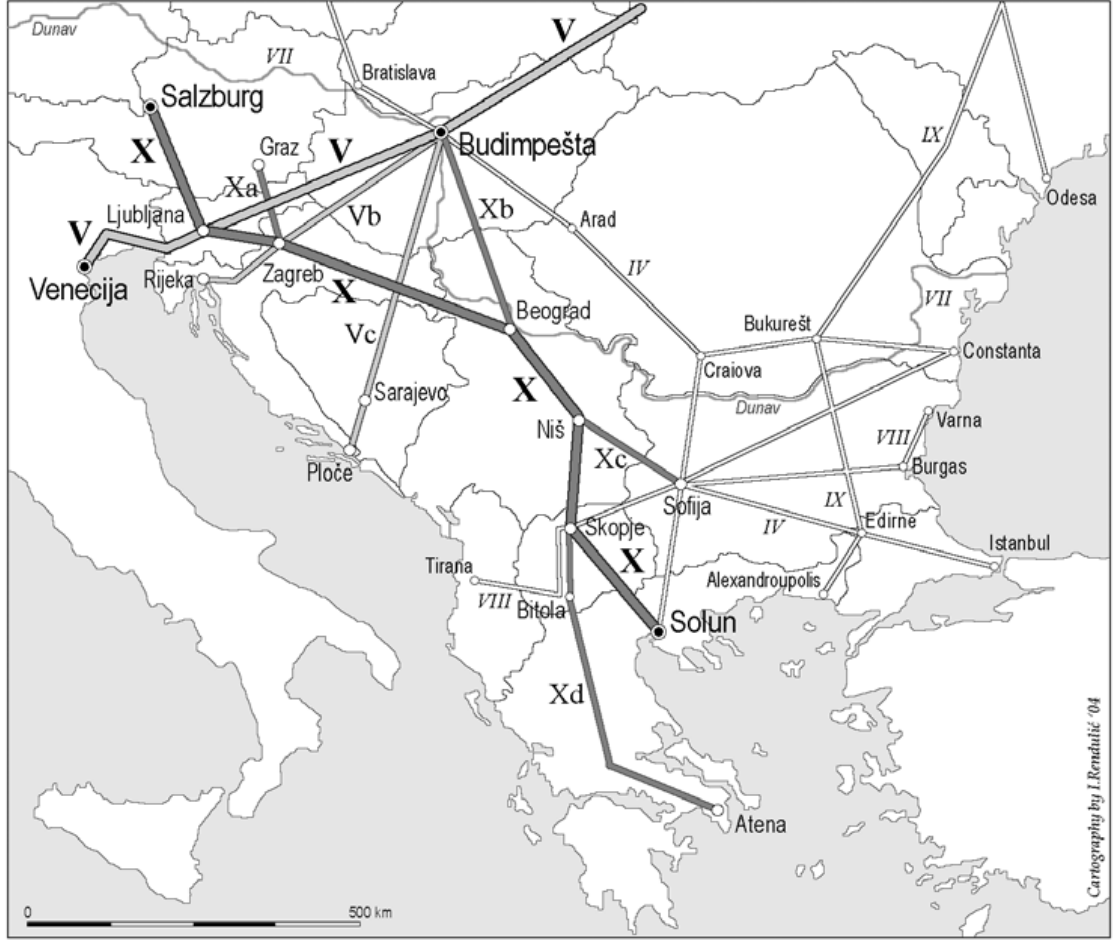 Dunav
V
VII
Bratislava
Salzburg
X
Graz
V
Budimpešta
IX
Xa
Ljubljana
Vb
Xb
Arad
Odesa
V
Venecija
Rijeka
Zagreb
X
IV
VII
Beograd
Bukurešt
Vc
Craiova
Constanta
X
Sarajevo
Dunav
Niš
Varna
VIII
Ploče
Xc
Burgas
Sofija
IX
Skopje
IV
Edirne
Istanbul
X
Tirana
Alexandroupolis
VIII
Bitola
Solun
Xd
Atena
Cartography by I.Rendulić '04
0
500 km